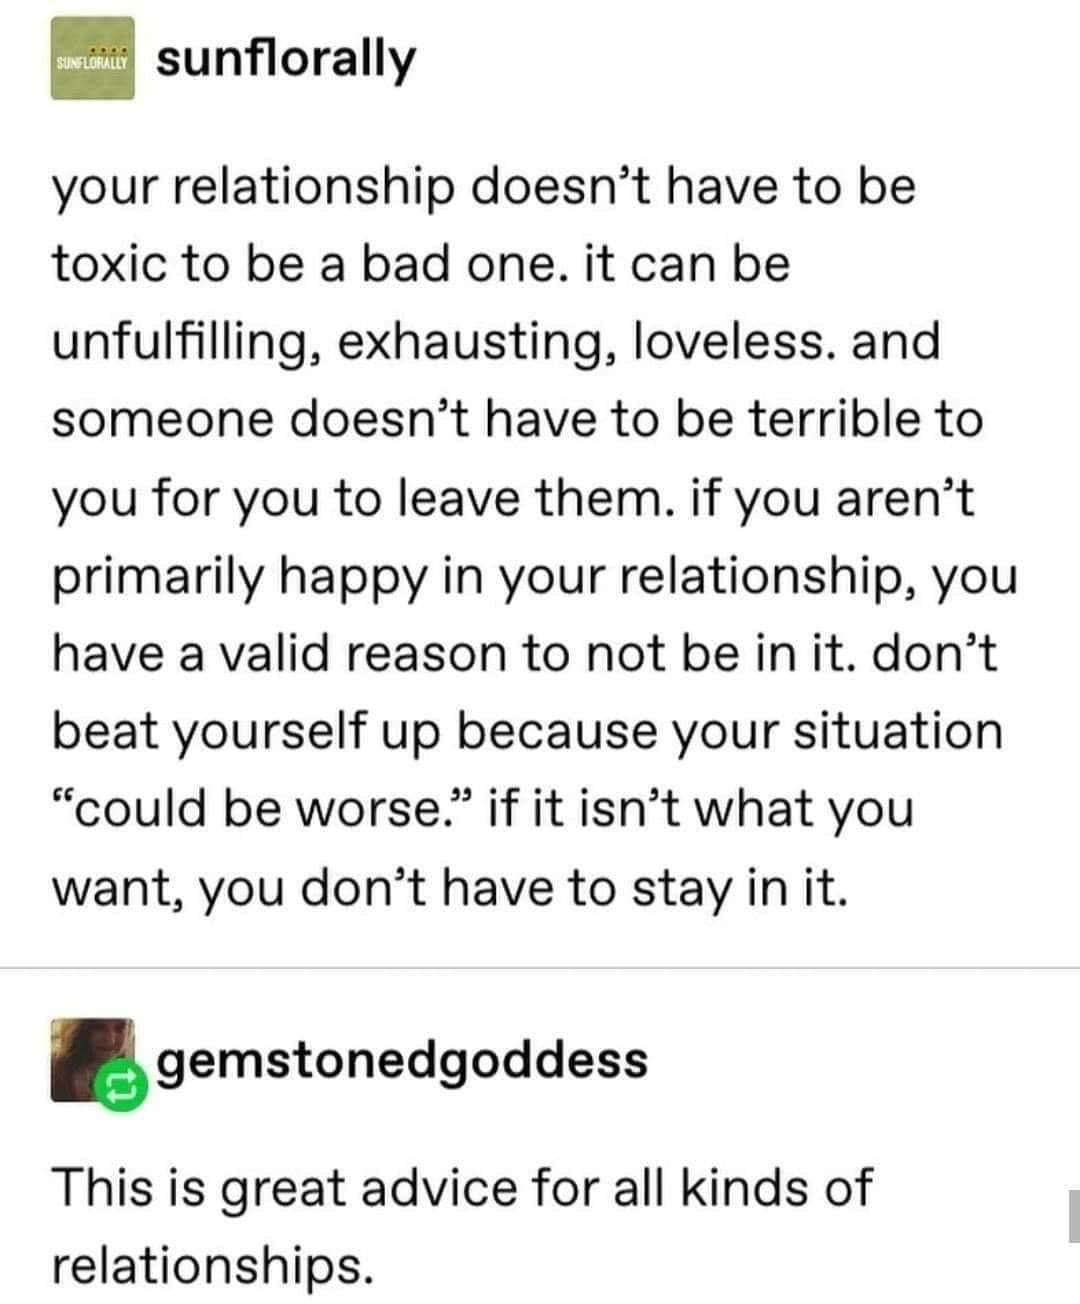 SUNFLORALLY
sunflorally
your relationship doesn’t have to be
toxic to be a bad one. it can be
unfulfilling, exhausting, loveless. and
someone doesn’t have to be terrible to
you for you to leave them. if you aren’t
primarily happy in your relationship, you
have a valid reason to not be in it. don’t
beat yourself up because your situation
“could be worse.” if it isn’t what you
want, you don’t have to stay in it.
gemstonedgoddess
This is great advice for all kinds of
relationships.